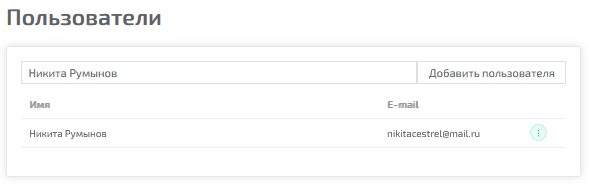 Пользователи
Никита Румынов Добавить пользователя
Имя E-mail
Никита Румынов nikitacestrel@mail.ru